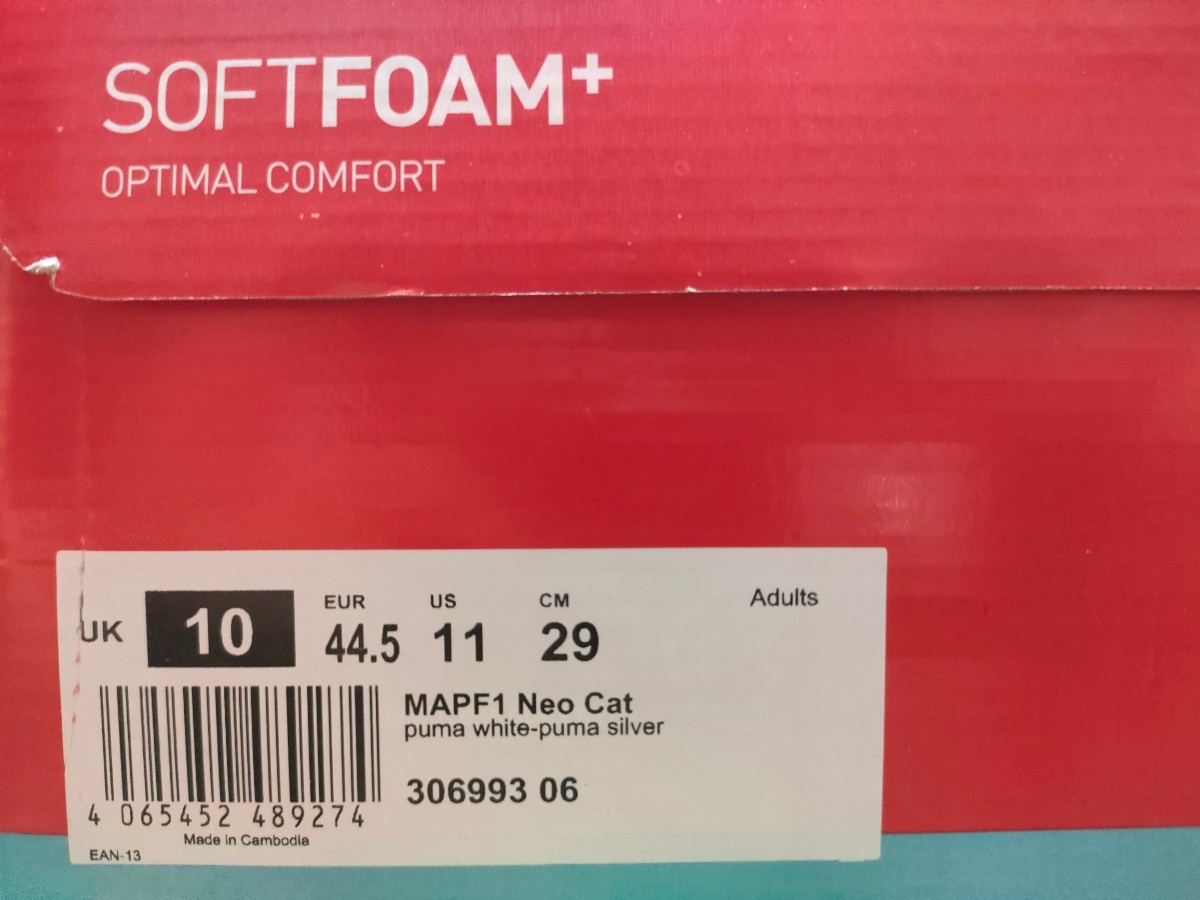 SOFTFOAM+
OPTIMAL COMFORT
EUR US CM Adults
UK 10 44.5 11 29
MAPF1 Neo Cat
puma white-puma silver
306993 06
4 065452 489274
Made in Cambodia
EAN-13